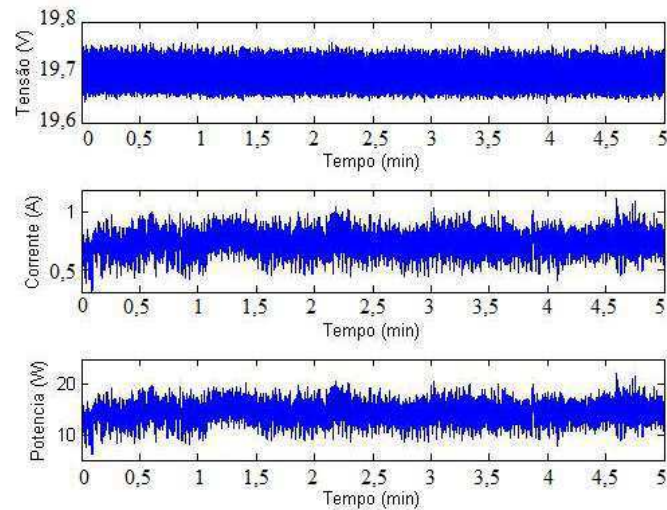 19,8
19,7
19,6
Tensão (V)
0 0,5 1 1,5 2 2,5 3 3,5 4 4,5 5
Tempo (min)
1
0,5
Corrente (A)
0 0,5 1 1,5 2 2,5 3 3,5 4 4,5 5
Tempo (min)
20
10
Potencia (W)
0 0,5 1 1,5 2 2,5 3 3,5 4 4,5 5
Tempo (min)